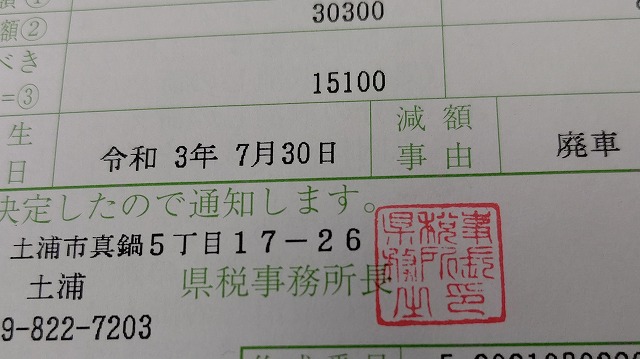 額①
額②
30300
べき
=③
15100
生
日
令和 3年 7月30日
減額
事由
廃車
決定したので通知します。
土浦市真鍋5丁目17-26
土浦
県税事務所長
9-822-7203